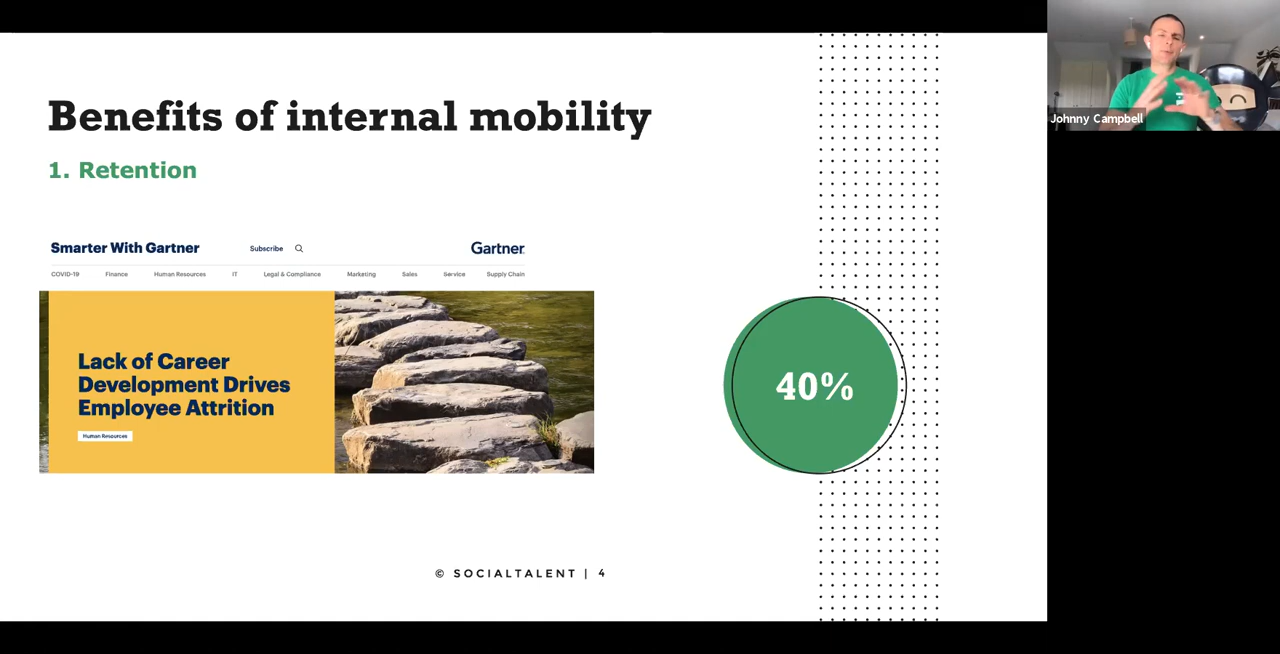 Benefits of internal mobility
1. Retention
Smarter With Gartner
Subscribe
Gartner
COVID-19 Finance Human Resources IT Legal & Compliance Marketing Sales Service Supply Chain
Lack of Career
Development Drives
Employee Attrition
Human Resources
40%
© SOCIALTALENT | 4
Johnny Campbell